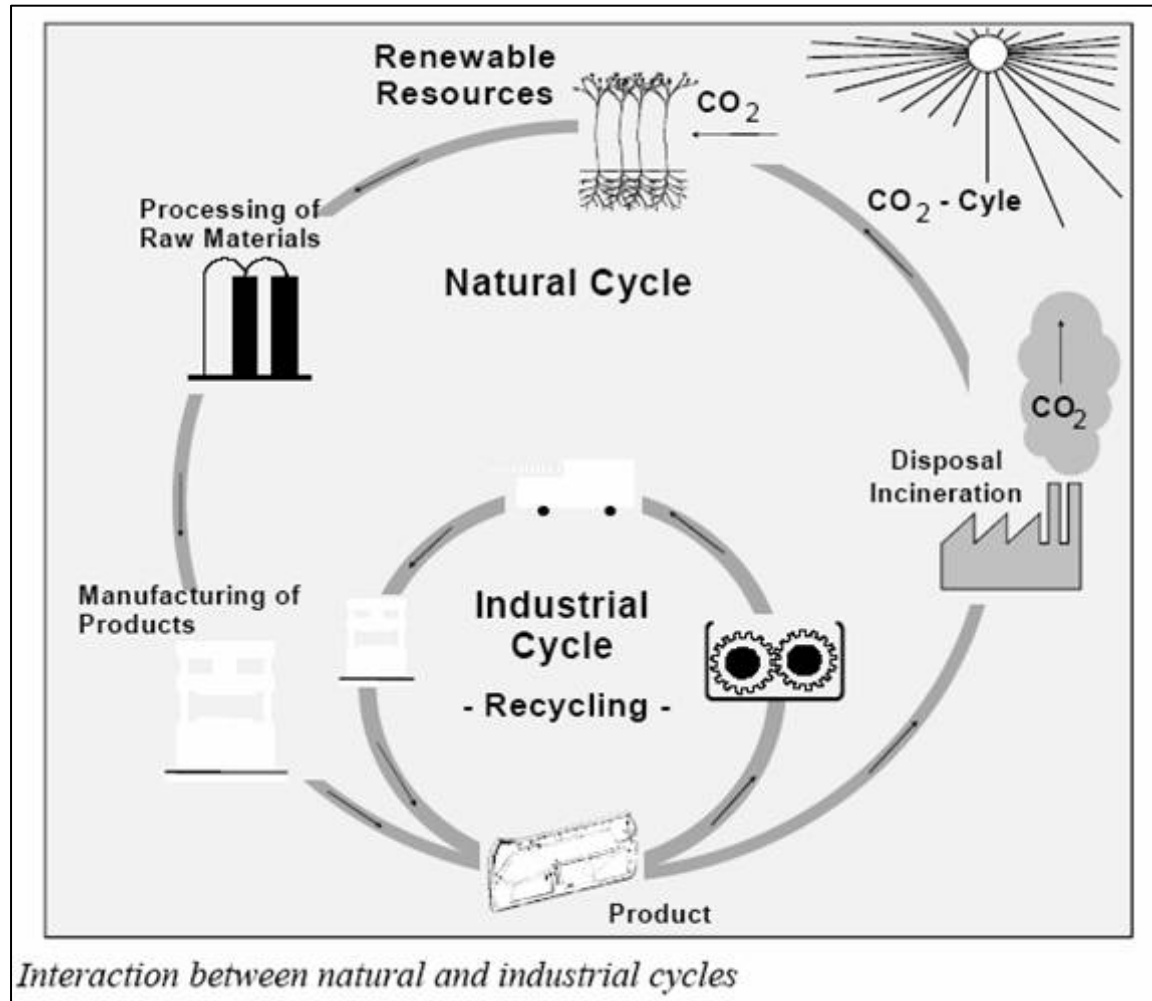 Renewable
Resources
CO2
CO2 - Cyle
Processing of
Raw Materials
Natural Cycle
CO2
Disposal
Incineration
Manufacturing of
Products
Industrial
Cycle
- Recycling -
Product
Interaction between natural and industrial cycles